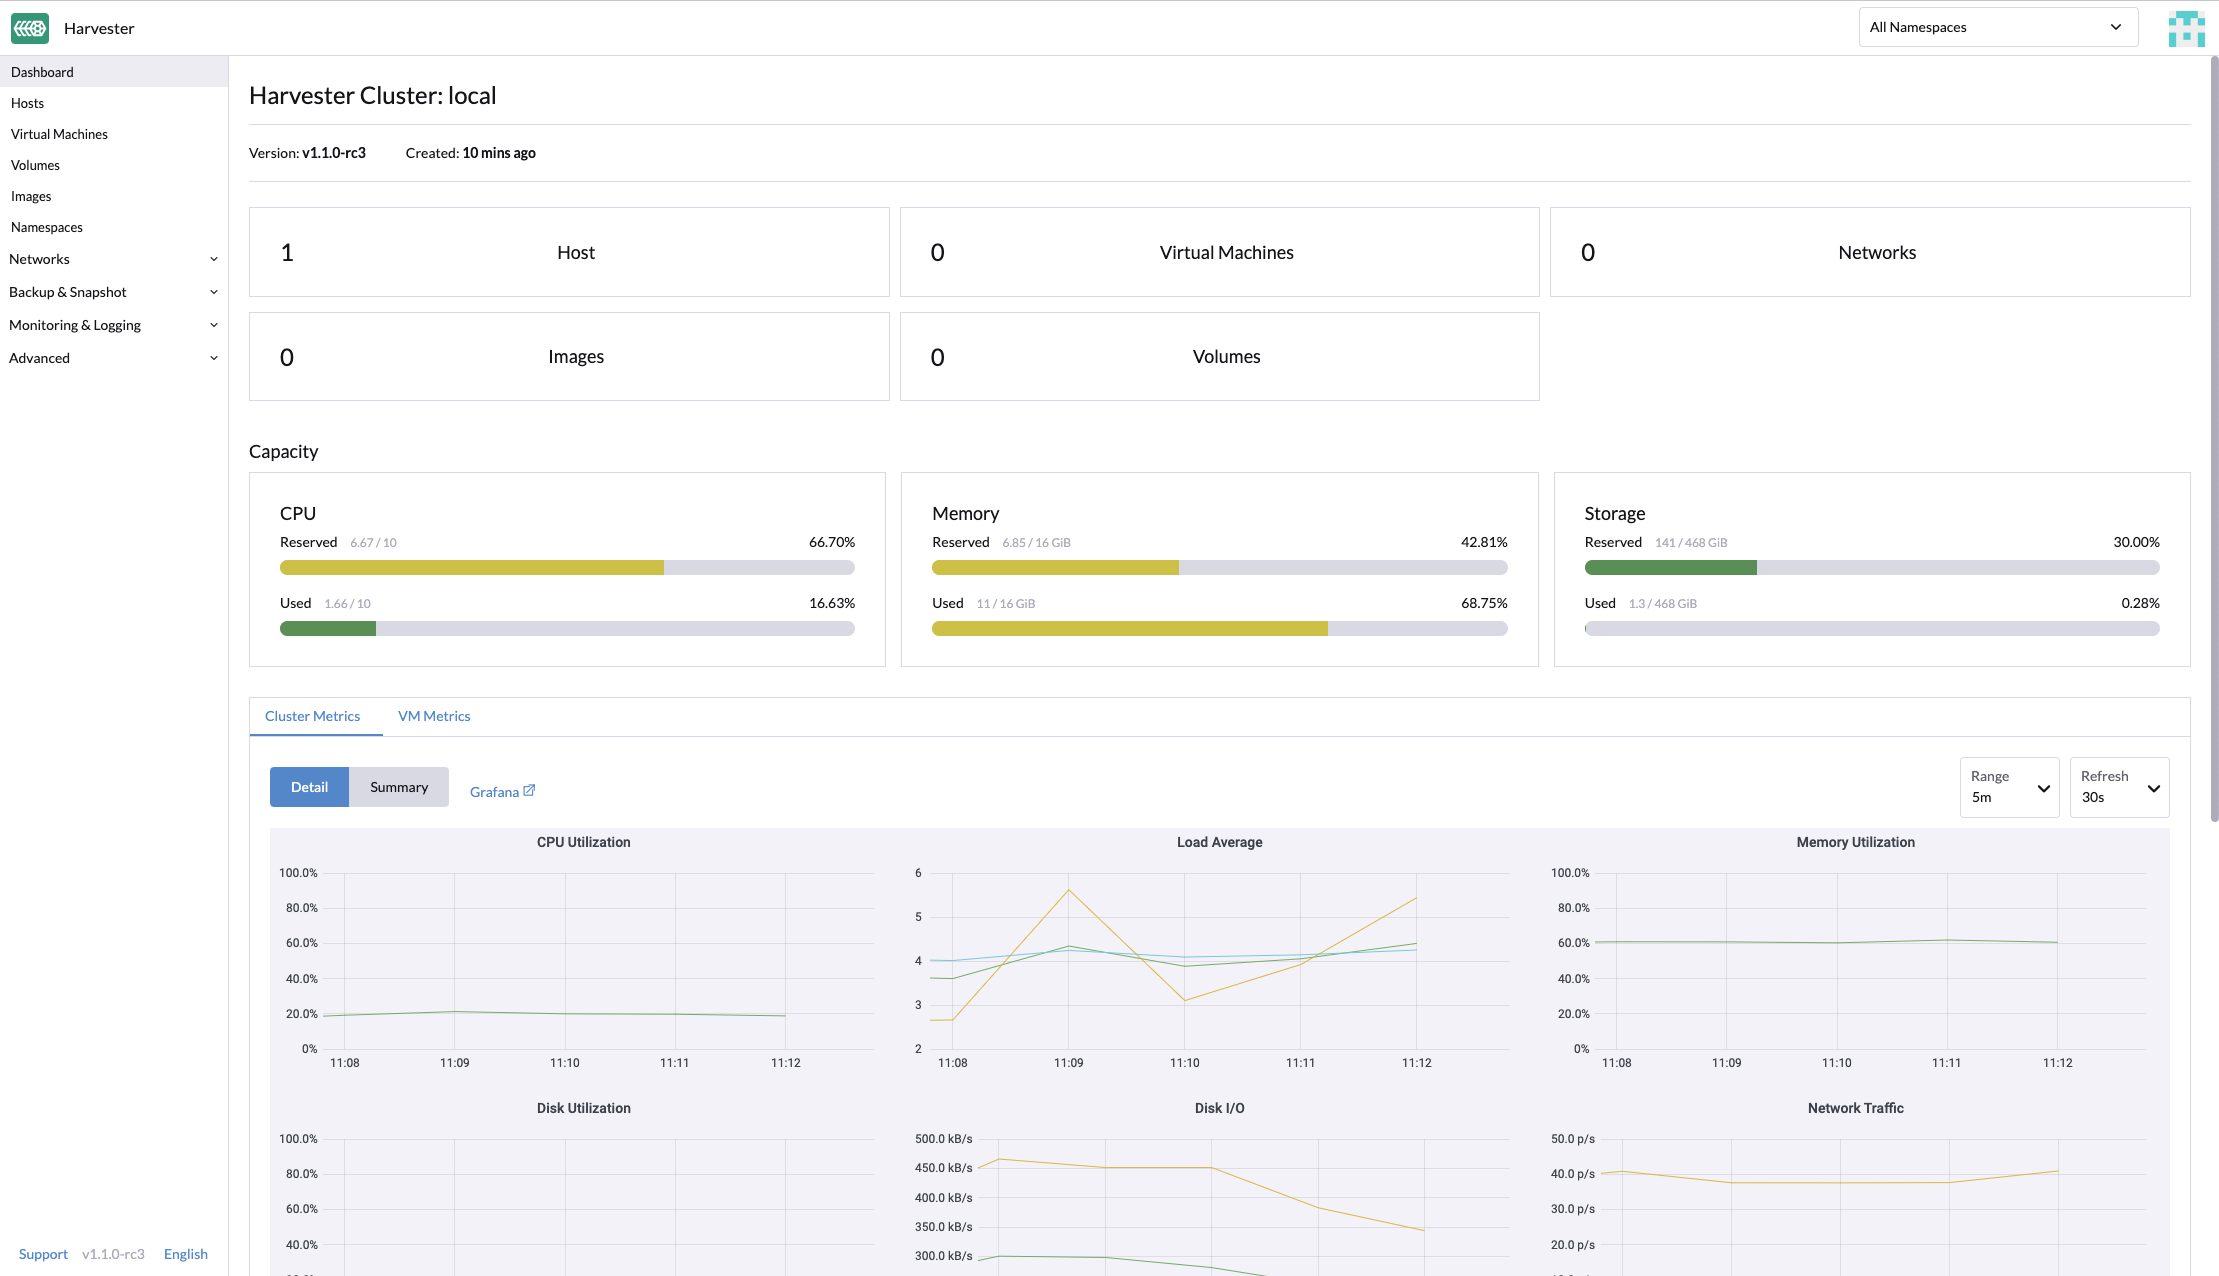 Harvester
All Namespaces
Dashboard
Hosts
Virtual Machines
Volumes
Images
Namespaces
Networks
Backup & Snapshot
Monitoring & Logging
Advanced
Support v1.1.0-rc3 English
Harvester Cluster: local
Version: v1.1.0-rc3 Created: 10 mins ago
1 Host
0 Virtual Machines
0 Networks
0 Images
0 Volumes
Capacity
CPU
Reserved 6.67 / 10 66.70%
Used 1.66 / 10 16.63%
Memory
Reserved 6.85 / 16 GiB 42.81%
Used 11 / 16 GiB 68.75%
Storage
Reserved 141 / 468 GiB 30.00%
Used 1.3 / 468 GiB 0.28%
Cluster Metrics VM Metrics
Detail Summary Grafana
Range
5m
Refresh
30s
CPU Utilization
100.0%
80.0%
60.0%
40.0%
20.0%
0%
11:08 11:09 11:10 11:11 11:12
Load Average
6
5
4
3
2
11:08 11:09 11:10 11:11 11:12
Memory Utilization
100.0%
80.0%
60.0%
40.0%
20.0%
0%
11:08 11:09 11:10 11:11 11:12
Disk Utilization
100.0%
80.0%
60.0%
40.0%
Disk I/O
500.0 kB/s
450.0 kB/s
400.0 kB/s
350.0 kB/s
300.0 kB/s
Network Traffic
50.0 p/s
40.0 p/s
30.0 p/s
20.0 p/s